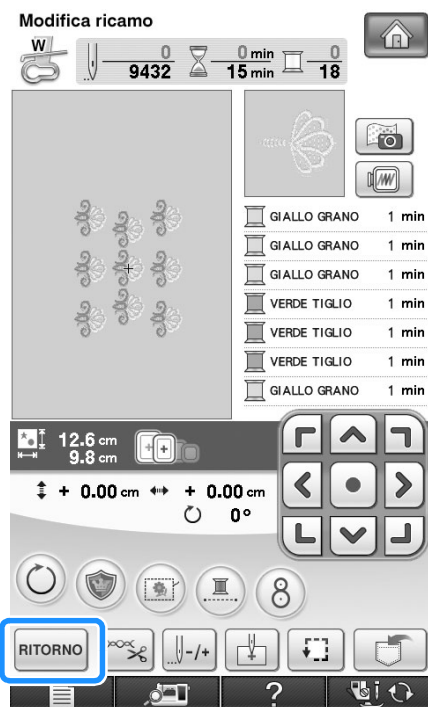 Modifica ricamo
W
0
9432
0 min
15 min
0
18
GIALLO GRANO 1 min
GIALLO GRANO 1 min
GIALLO GRANO 1 min
VERDE TIGLIO 1 min
VERDE TIGLIO 1 min
VERDE TIGLIO 1 min
GIALLO GRANO 1 min
12.6 cm
9.8 cm
+ 0.00 cm + 0.00 cm
0°
RITORNO
-/+
?